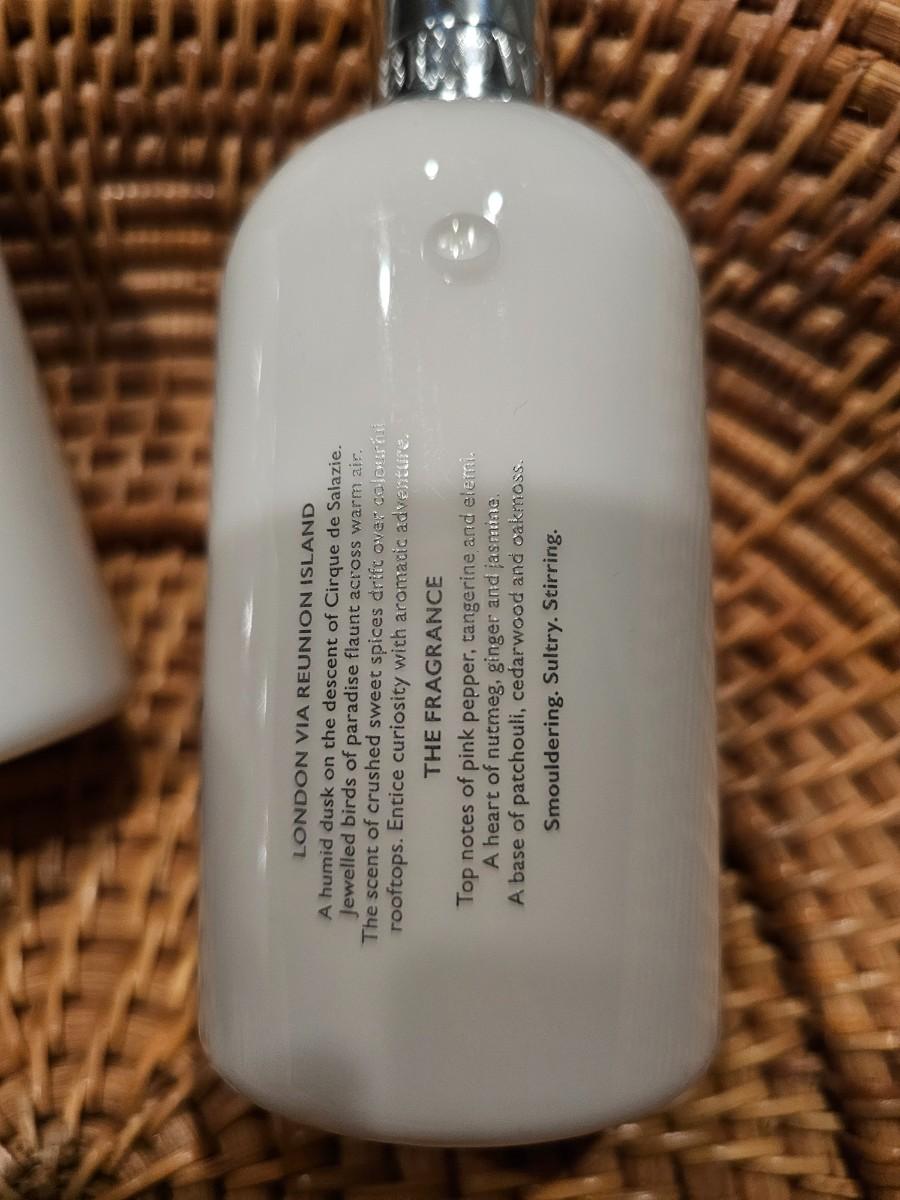 LONDON VIA REUNION ISLAND
A humid dusk on the descent of Cirque de Salazie.
Jewelled birds of paradise flaunt across warm air.
The scent of crushed sweet spices drift over colourful
rooftops. Entice curiosity with aromatic adventure.
THE FRAGRANCE
Top notes of pink pepper, tangerine and elemi.
A heart of nutmeg, ginger and jasmine.
A base of patchouli, cedarwood and oakmoss.
Smouldering. Sultry. Stirring.